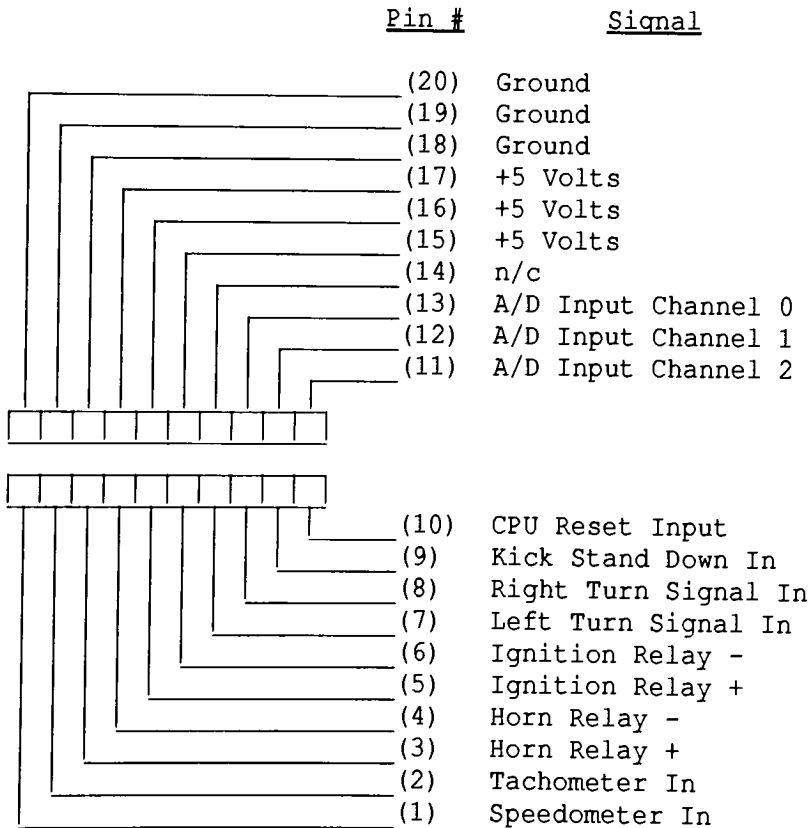 Pin # Signal
(20) Ground
(19) Ground
(18) Ground
(17) +5 Volts
(16) +5 Volts
(15) +5 Volts
(14) n/c
(13) A/D Input Channel 0
(12) A/D Input Channel 1
(11) A/D Input Channel 2
(10) CPU Reset Input
(9) Kick Stand Down In
(8) Right Turn Signal In
(7) Left Turn Signal In
(6) Ignition Relay -
(5) Ignition Relay +
(4) Horn Relay -
(3) Horn Relay +
(2) Tachometer In
(1) Speedometer In